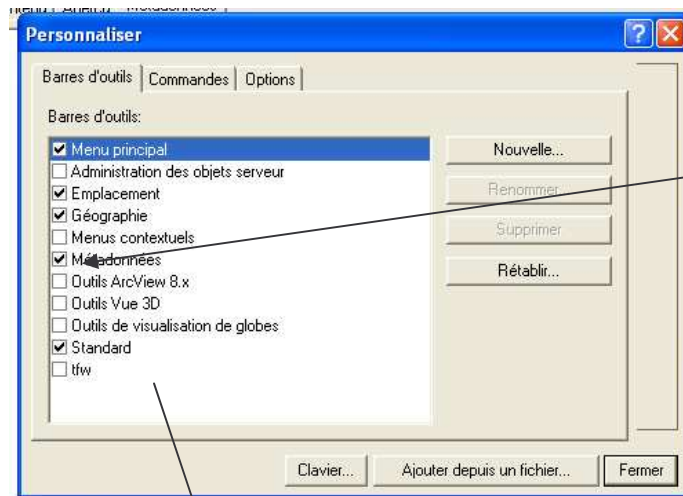 Personnaliser
Barres d'outils Commandes Options
Barres d'outils:
Menu principal
Administration des objets serveur
Emplacement
Géographie
Menus contextuels
Métadonnées
Outils ArcView 8.x
Outils Vue 3D
Outils de visualisation de globes
Standard
tfw
Nouvelle...
Renommer...
Supprimer
Rétablir...
Clavier... Ajouter depuis un fichier... Fermer